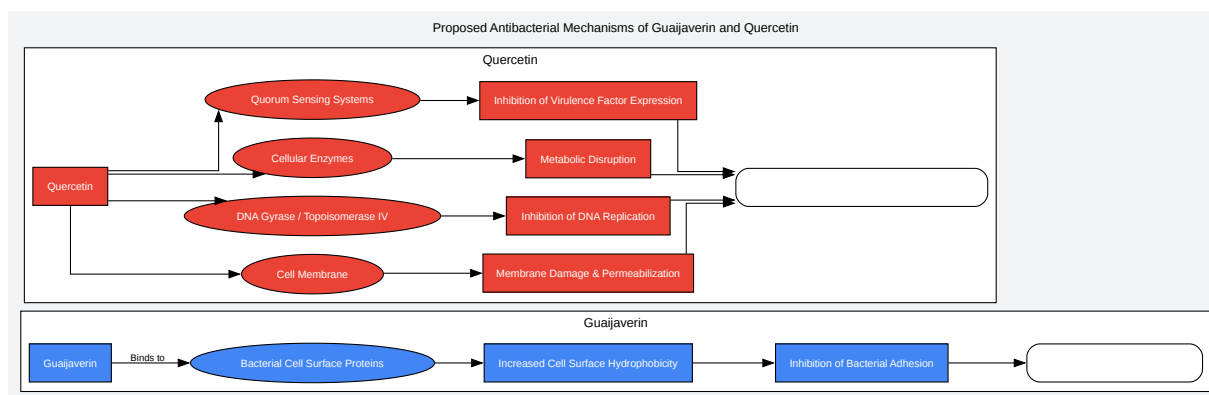 Proposed Antibacterial Mechanisms of Guaijaverin and Quercetin
Quercetin
Quorum Sensing Systems
Inhibition of Virulence Factor Expression
Cellular Enzymes
Metabolic Disruption
Quercetin
DNA Gyrase / Topoisomerase IV
Inhibition of DNA Replication
Cell Membrane
Membrane Damage & Permeabilization
Guaijaverin
Guaijaverin
Binds to
Bacterial Cell Surface Proteins
Increased Cell Surface Hydrophobicity
Inhibition of Bacterial Adhesion